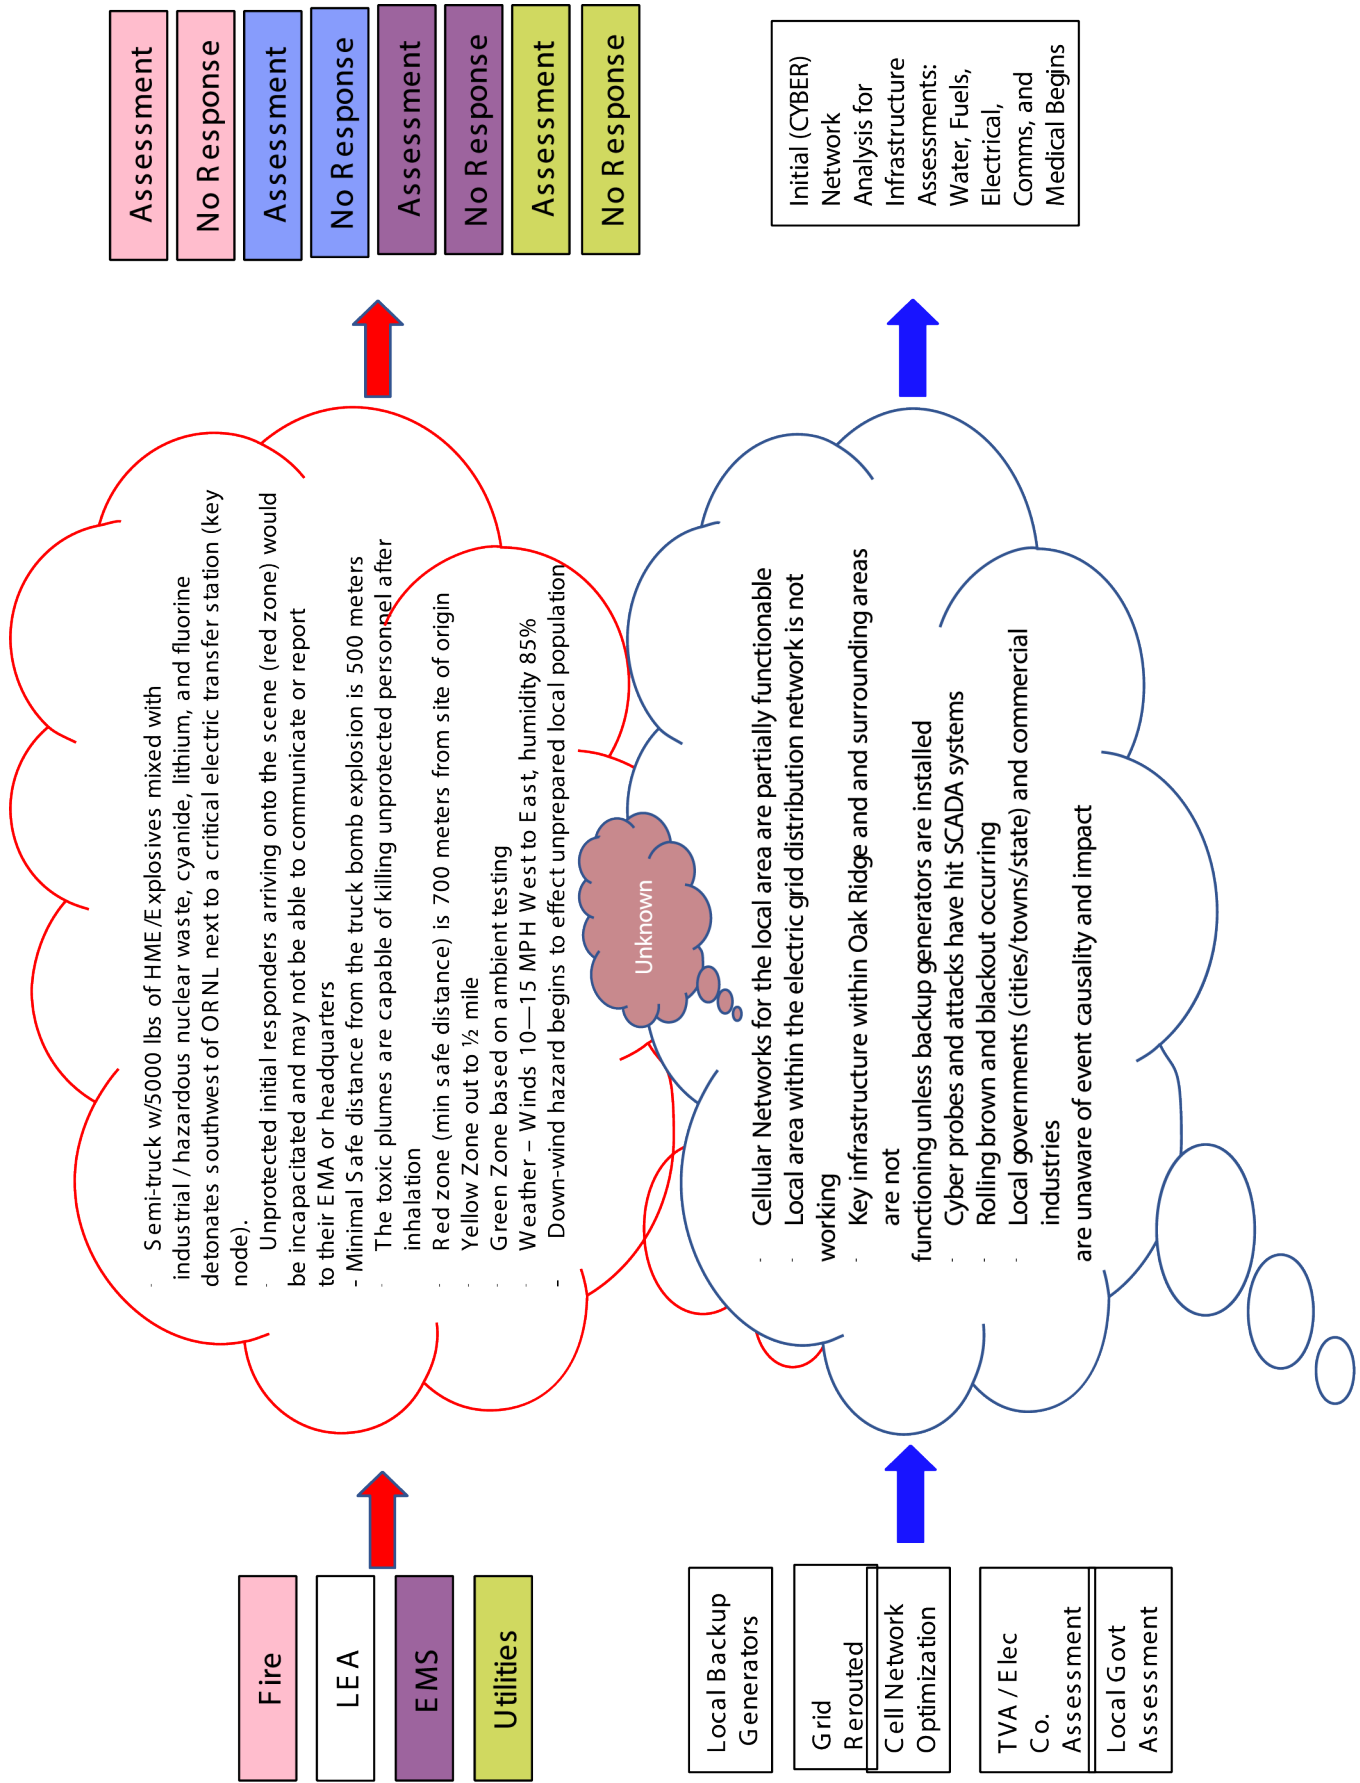 Fire
LEA
EMS
Utilities
- Semi-truck w/5000 lbs of HME/Explosives mixed with
industrial / hazardous nuclear waste, cyanide, lithium, and fluorine
detonates southwest of ORNL next to a critical electric transfer station (key
node).
- Unprotected initial responders arriving onto the scene (red zone) would
be incapacitated and may not be able to communicate or report
to their EMA or headquarters
- Minimal Safe distance from the truck bomb explosion is 500 meters
- The toxic plumes are capable of killing unprotected personnel after
inhalation
- Red zone (min safe distance) is 700 meters from site of origin
- Yellow Zone out to ½ mile
- Green Zone based on ambient testing
- Weather – Winds 10—15 MPH West to East, humidity 85%
- Down-wind hazard begins to effect unprepared local population
Assessment
No Response
Assessment
No Response
Assessment
No Response
Assessment
No Response
Unknown
Local Backup
Generators
Grid
Rerouted
Cell Network
Optimization
TVA / Elec
Co.
Assessment
Local Govt
Assessment
- Cellular Networks for the local area are partially functionable
- Local area within the electric grid distribution network is not
working
- Key infrastructure within Oak Ridge and and surrounding areas
are not
functioning unless backup generators are installed
- Cyber probes and attacks have hit SCADA systems
- Rolling brown and blackout occurring
- Local governments (cities/towns/state) and commercial
industries
are unaware of event causality and impact
Initial (CYBER)
Network
Analysis for
Infrastructure
Assessments:
Water, Fuels,
Electrical,
Comms, and
Medical Begins